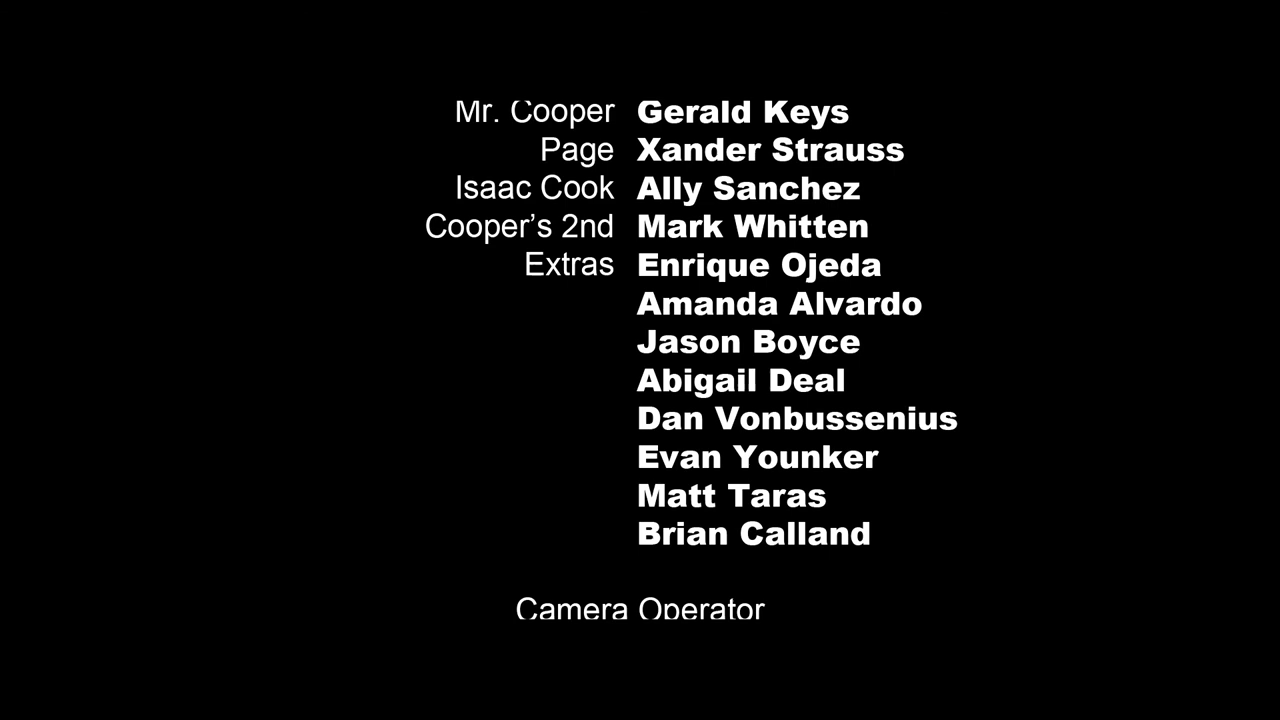 Mr. Cooper Gerald Keys
Page Xander Strauss
Isaac Cook Ally Sanchez
Cooper’s 2nd Mark Whitten
Extras Enrique Ojeda
Amanda Alvardo
Jason Boyce
Abigail Deal
Dan Vonbussenius
Evan Younker
Matt Taras
Brian Calland
Camera Operator